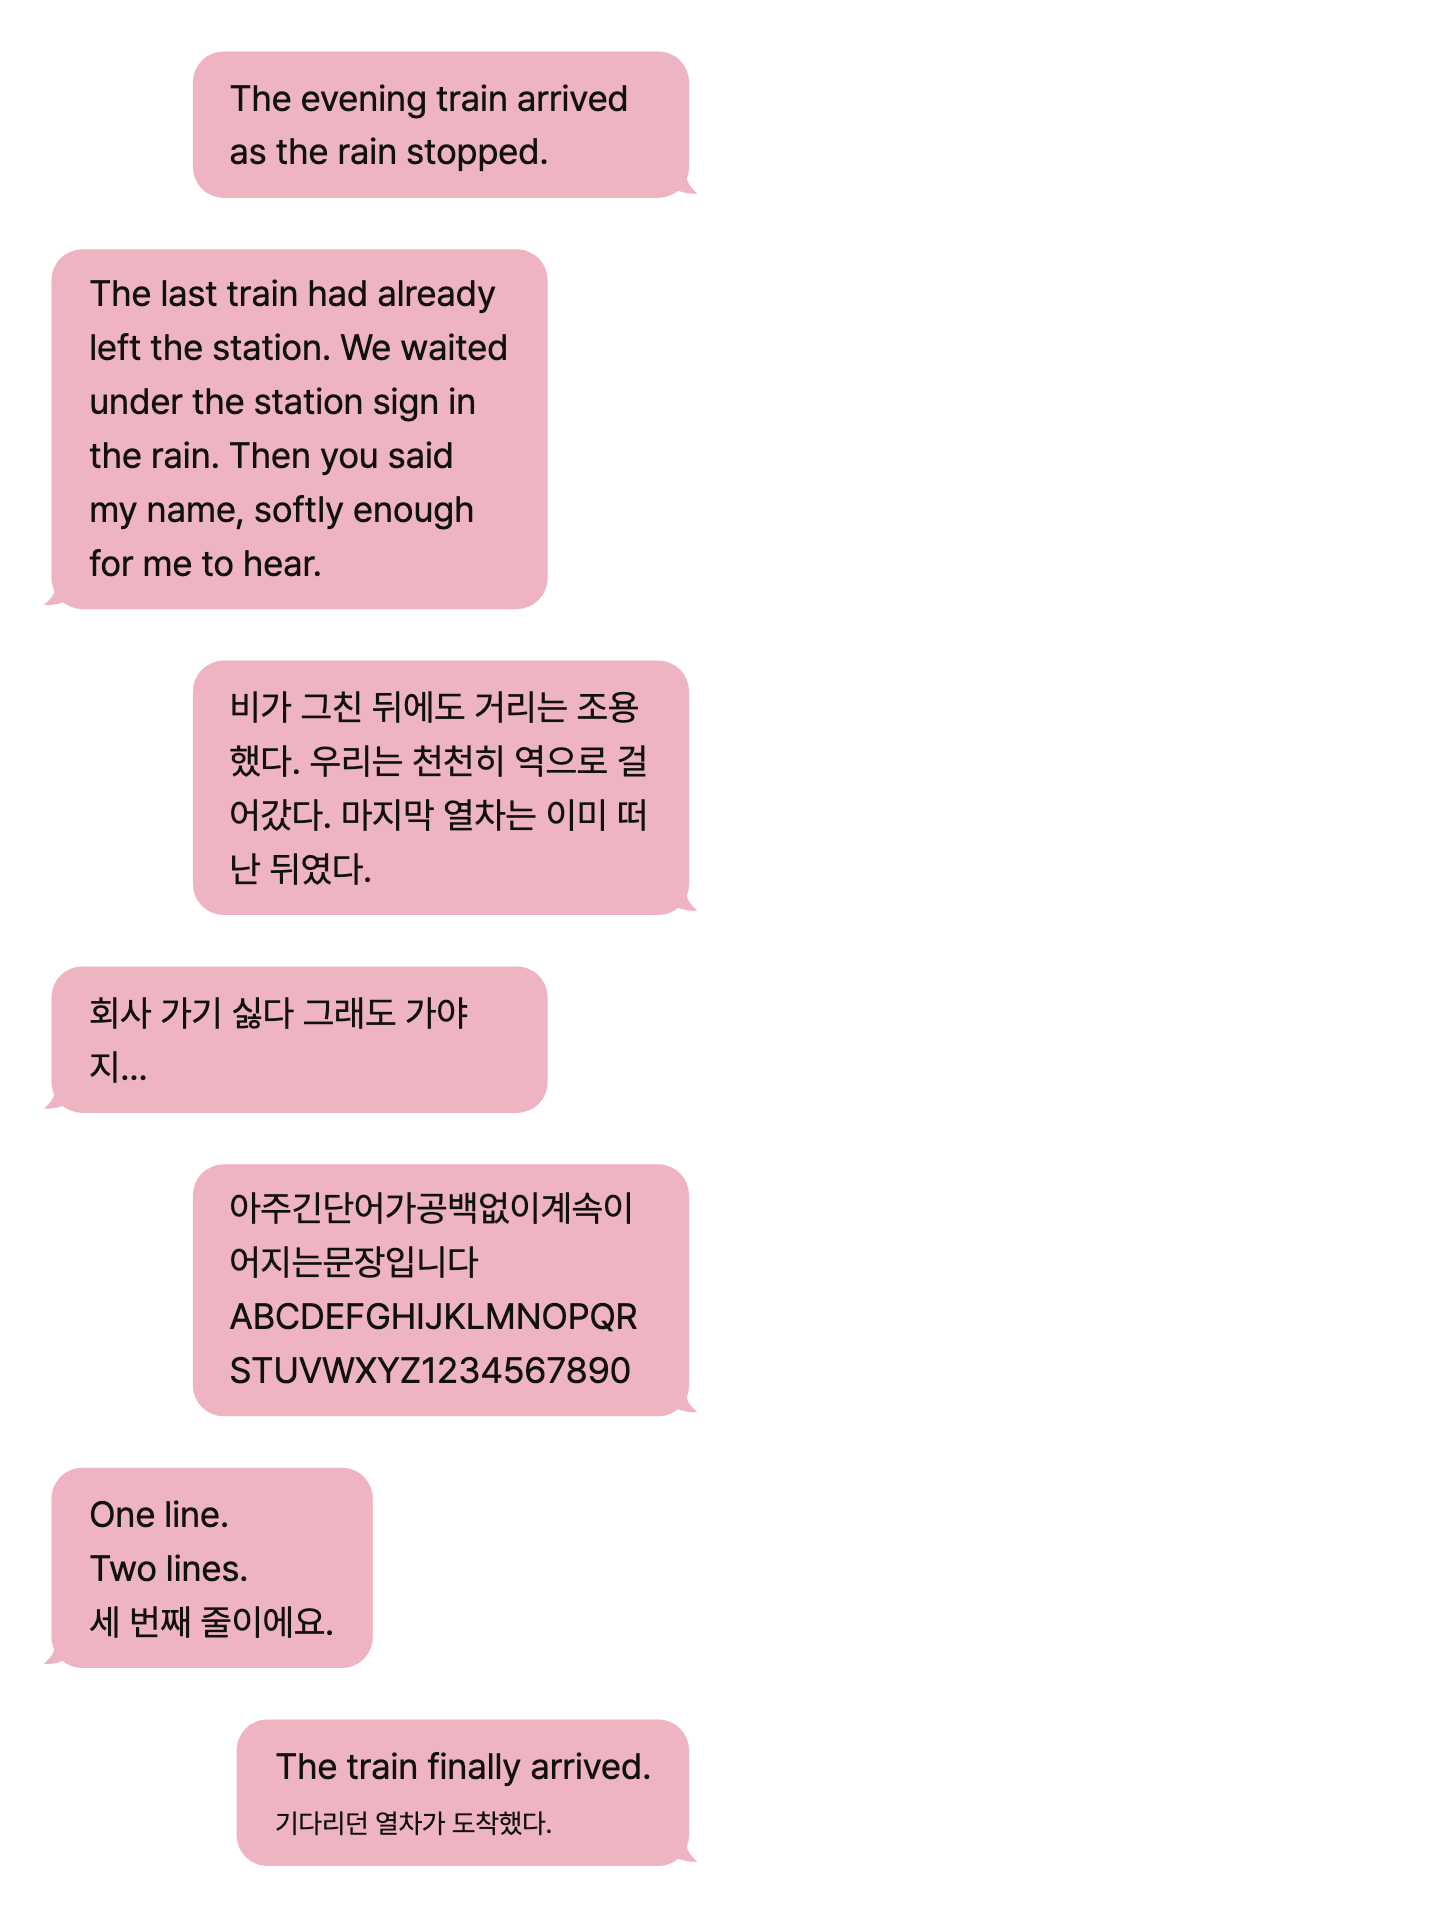 The evening train arrived
as the rain stopped.
The last train had already
left the station. We waited
under the station sign in
the rain. Then you said
my name, softly enough
for me to hear.
비가 그친 뒤에도 거리는 조용
했다. 우리는 천천히 역으로 걸
어갔다. 마지막 열차는 이미 떠
난 뒤였다.
회사 가기 싫다 그래도 가야
지...
아주긴단어가공백없이계속이
어지는문장입니다
ABCDEFGHIJKLMNOPQR
STUVWXYZ1234567890
One line.
Two lines.
세 번째 줄이에요.
The train finally arrived.
기다리던 열차가 도착했다.